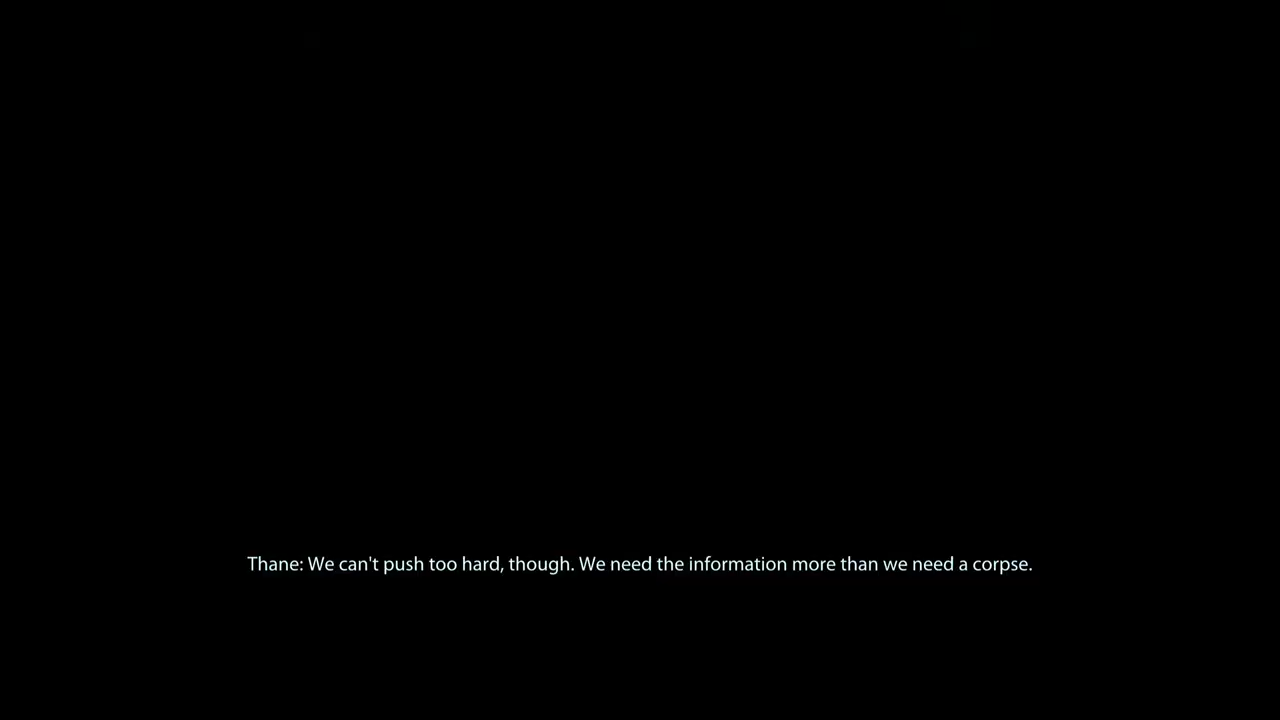 Thane: We can't push too hard, though. We need the information more than we need a corpse.